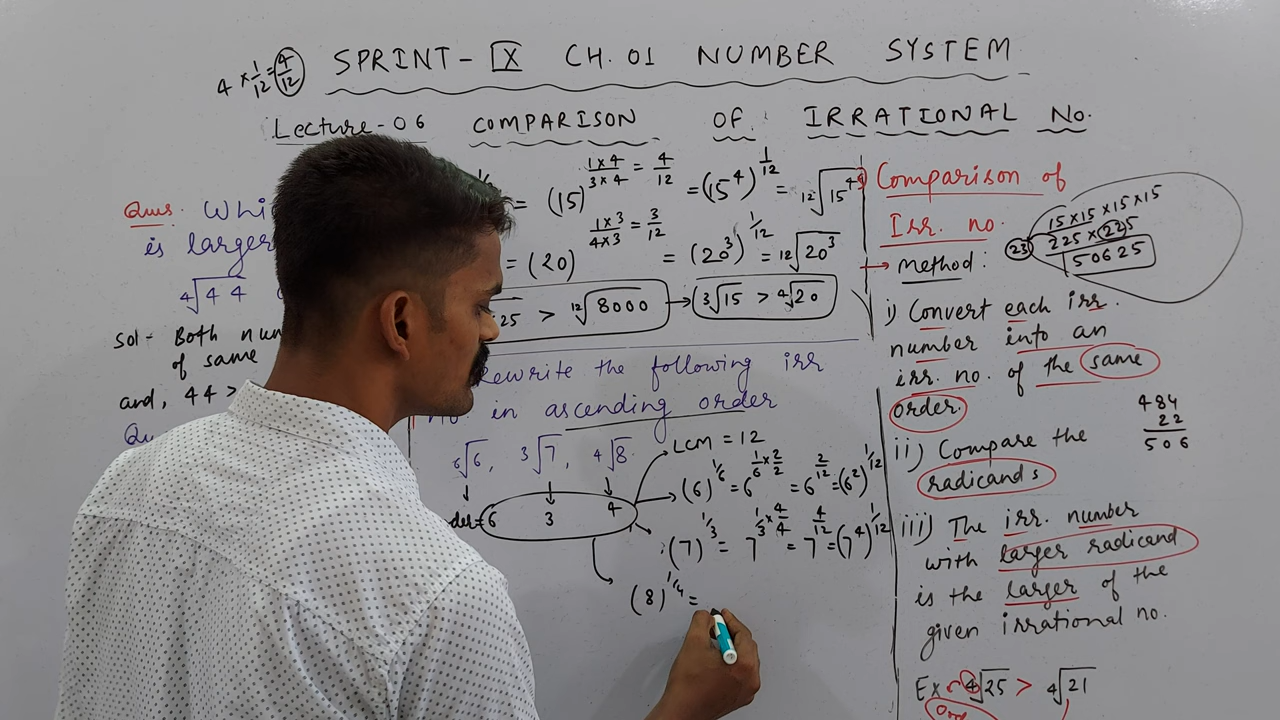 4 × 1/12 = 4/12
SPRINT - IX CH. 01 NUMBER SYSTEM
Lecture - 06 COMPARISON OF IRRATIONAL No.
Ques. Whi
is larger
⁴√44
Sol - Both num
of same
and, 44 >
Qu
= (15)^(1×4/3×4 = 4/12) = (15⁴)^(1/12) = ¹²√15⁴
= (20)^(1×3/4×3 = 3/12) = (20³)^(1/12) = ¹²√20³
25 > ¹²√8000 → ³√15 > ⁴√20
Rewrite the following irr
no. in ascending order
⁶√6, ³√7, ⁴√8.
der = 6 3 4
LCM = 12
(6)^(1/6) = 6^(1/6 × 2/2) = 6^(2/12) = (6²)^(1/12)
(7)^(1/3) = 7^(1/3 × 4/4) = 7^(4/12) = (7⁴)^(1/12)
(8)^(1/4) =
Comparison of
Irr. no.
→ method :
i) Convert each irr.
number into an
irr. no. of the same
order.
ii) Compare the
radicands
iii) The irr. number
with larger radicand
is the larger of the
given irrational no.
Ex → ⁴√25 > ⁴√21
15×15×15×15
23 225 × 225
50625
484
22
506